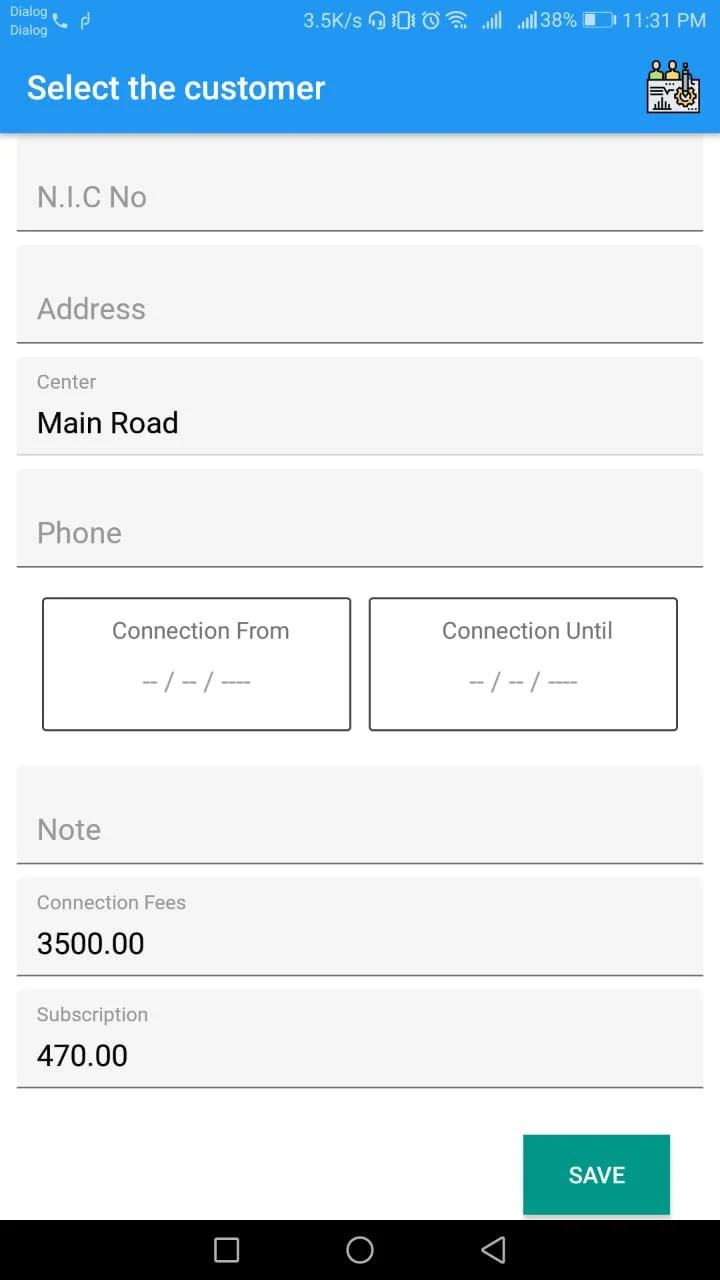 Dialog
Dialog
3.5K/s 38% 11:31 PM
Select the customer
N.I.C No
Address
Center
Main Road
Phone
Connection From Connection Until
-- / -- / ---- -- / -- / ----
Note
Connection Fees
3500.00
Subscription
470.00
SAVE